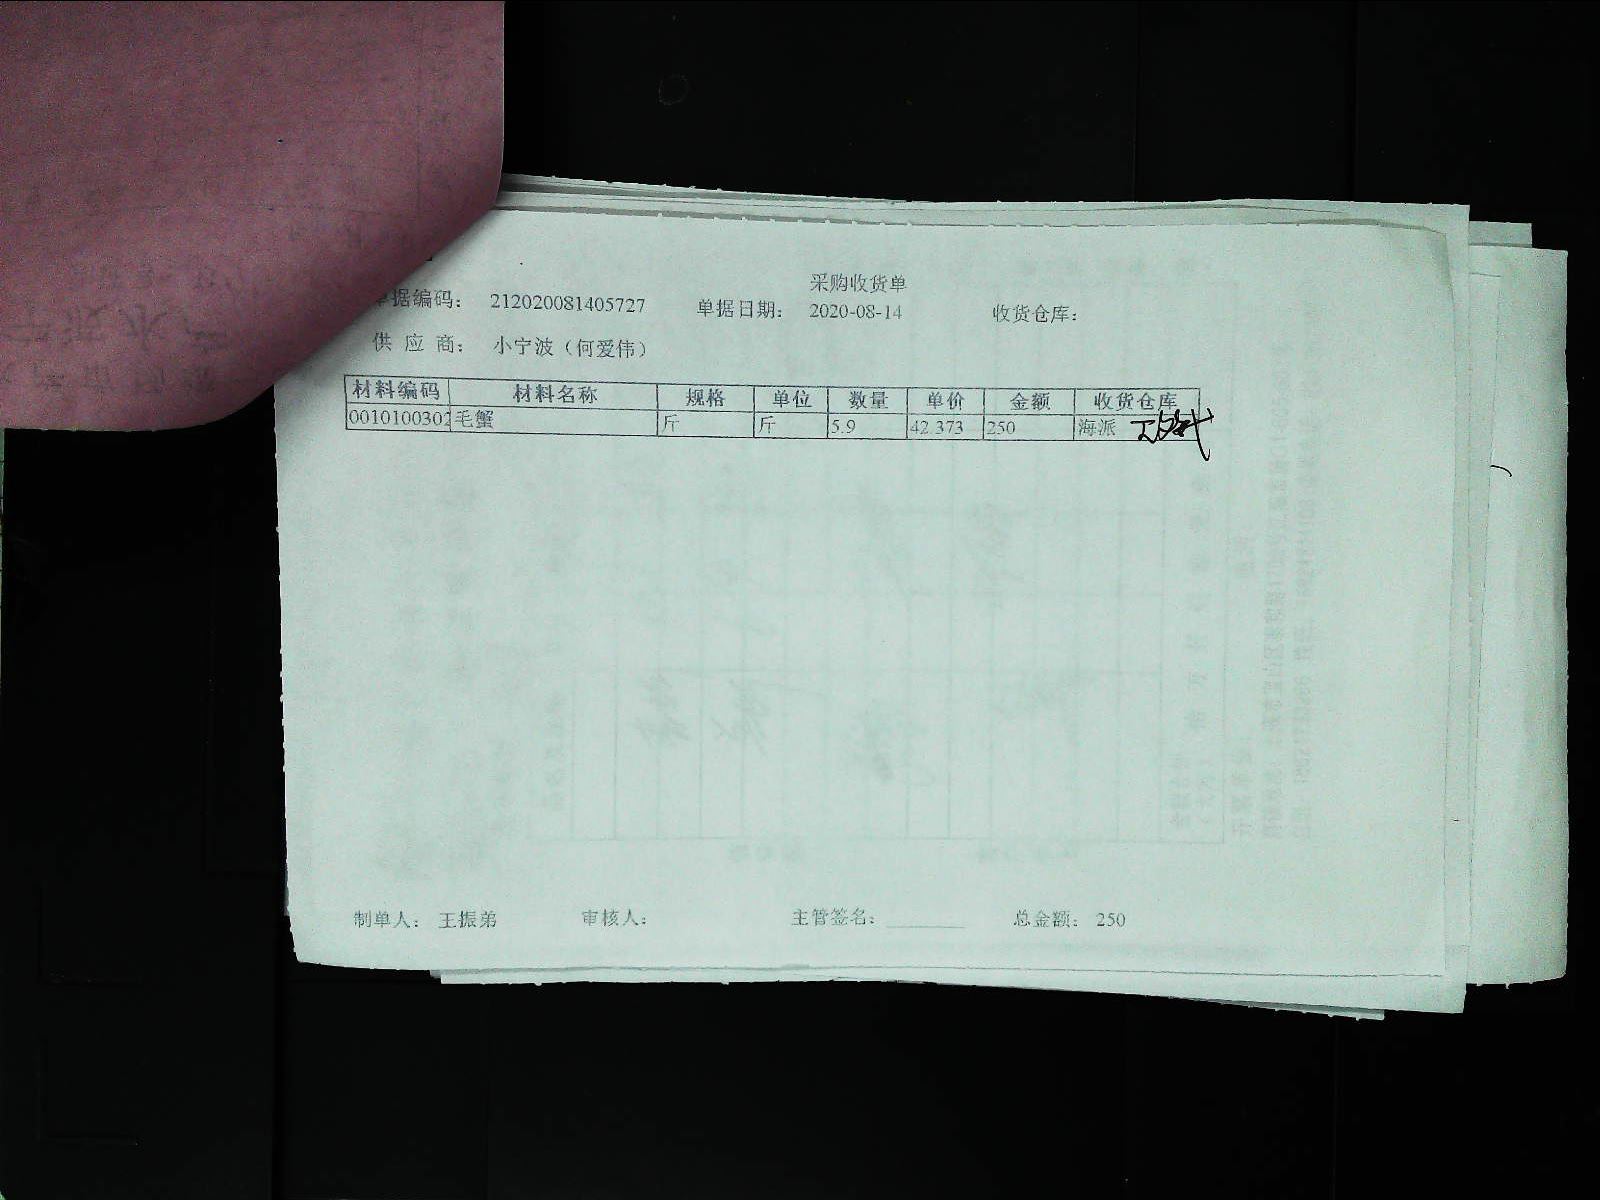 采购收货单
单据编码： 212020081405727 单据日期： 2020-08-14 收货仓库：
供 应 商： 小宁波（何爱伟）
材料编码 材料名称 规格 单位 数量 单价 金额 收货仓库
0010100302 毛蟹 斤 斤 5.9 42.373 250 海派
制单人： 王振弟 审核人： 主管签名： 总金额： 250